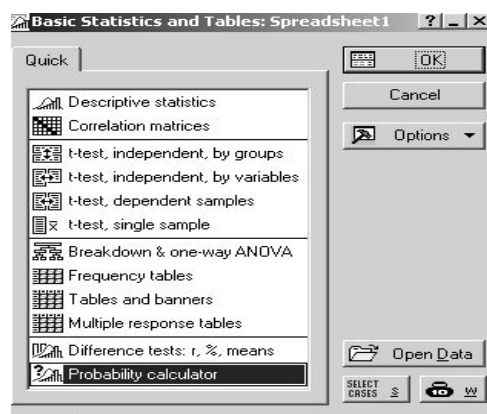 Basic Statistics and Tables: Spreadsheet1 ? _ X
Quick
OK
Cancel
Options
Descriptive statistics
Correlation matrices
t-test, independent, by groups
t-test, independent, by variables
t-test, dependent samples
t-test, single sample
Breakdown & one-way ANOVA
Frequency tables
Tables and banners
Multiple response tables
Difference tests: r, %, means
Probability calculator
Open Data
SELECT
CASES S W